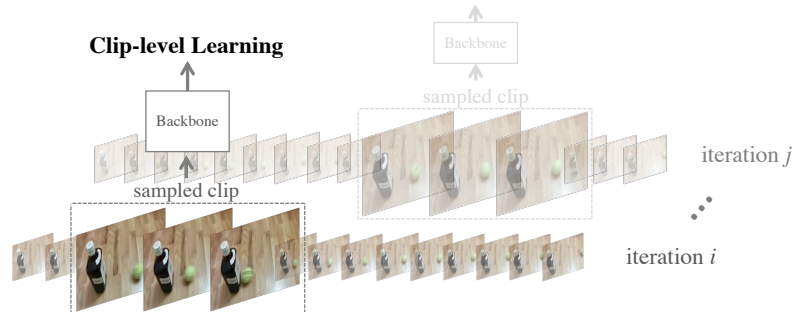 Backbone
Clip-level Learning
sampled clip
Backbone
iteration j
sampled clip
iteration i